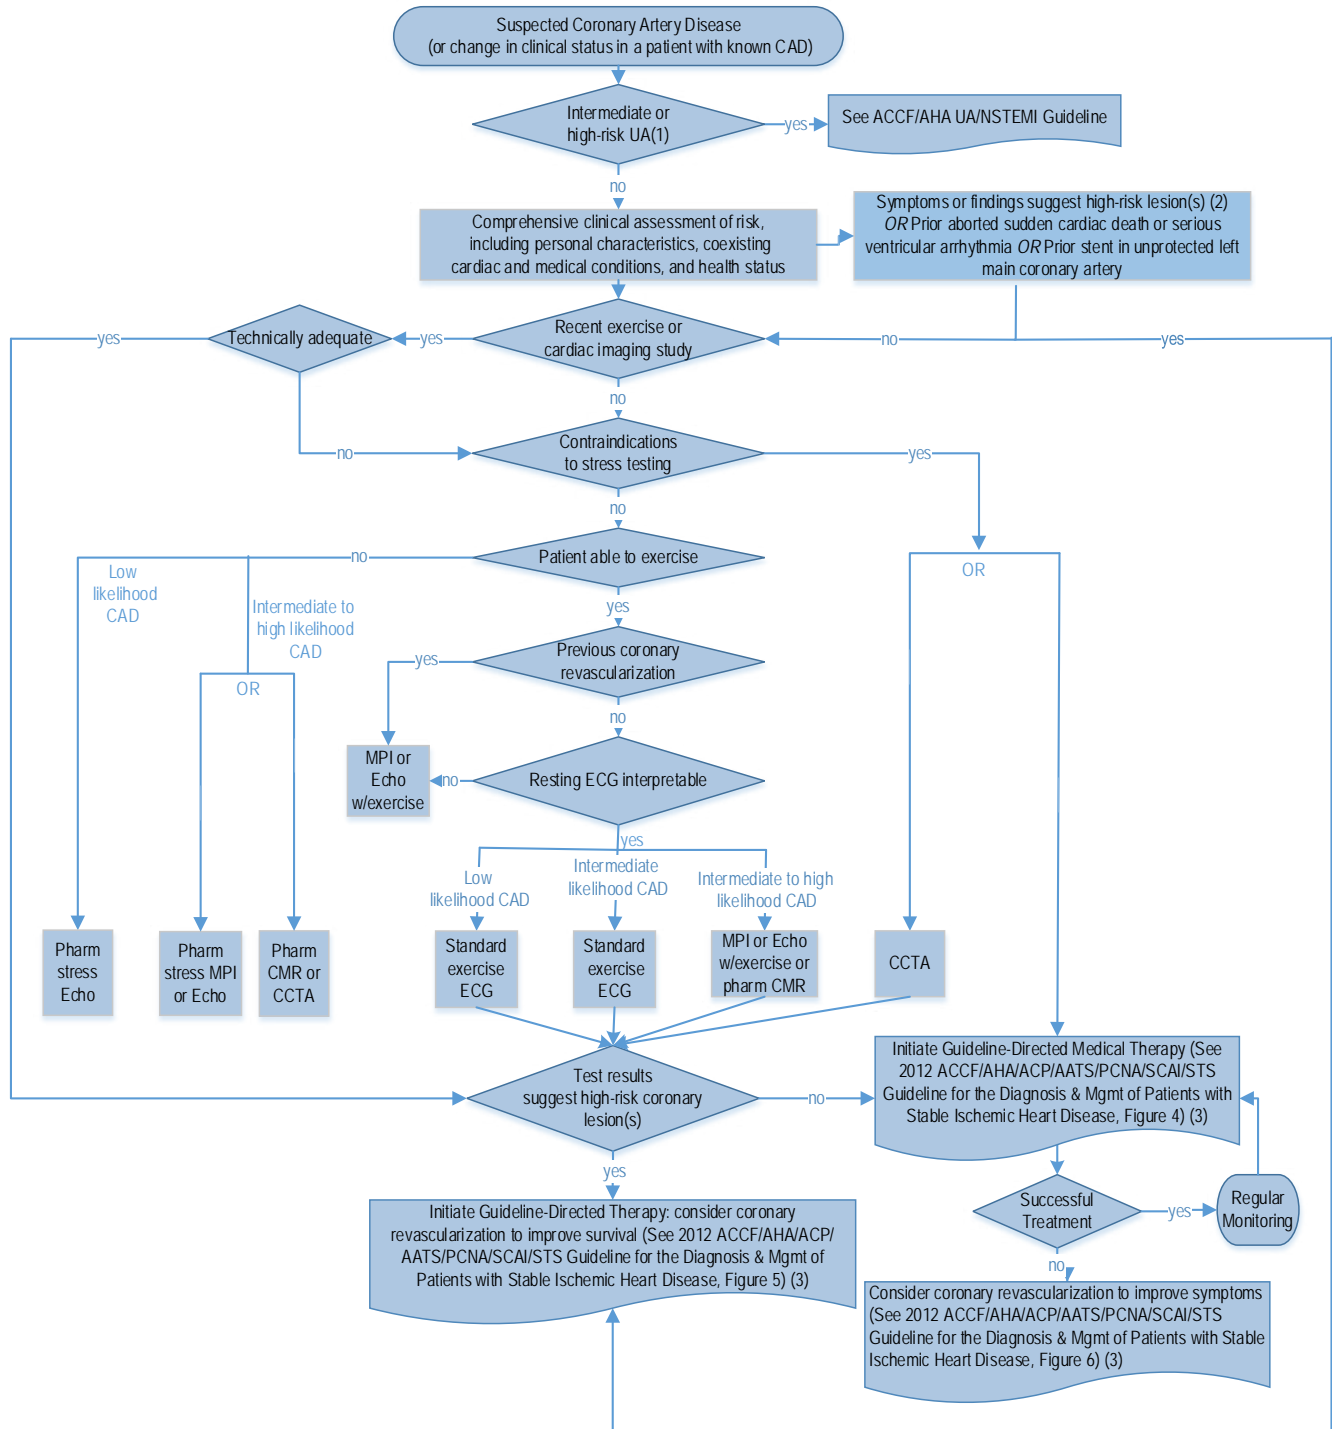 Suspected Coronary Artery Disease
(or change in clinical status in a patient with known CAD)
Intermediate or
high-risk UA(1)
yes
See ACCF/AHA UA/NSTEMI Guideline
no
Comprehensive clinical assessment of risk,
including personal characteristics, coexisting
cardiac and medical conditions, and health status
Symptoms or findings suggest high-risk lesion(s) (2)
OR Prior aborted sudden cardiac death or serious
ventricular arrhythmia OR Prior stent in unprotected left
main coronary artery
yes
Technically adequate
yes
Recent exercise or
cardiac imaging study
no
yes
no
no
Contraindications
to stress testing
yes
no
no
Patient able to exercise
OR
Low
likelihood
CAD
Intermediate to
high likelihood
CAD
yes
yes
Previous coronary
revascularization
OR
no
MPI or
Echo
w/exercise
no
Resting ECG interpretable
yes
Low
likelihood CAD
Intermediate
likelihood CAD
Intermediate to high
likelihood CAD
Pharm
stress
Echo
Pharm
stress MPI
or Echo
Pharm
CMR or
CCTA
Standard
exercise
ECG
Standard
exercise
ECG
MPI or Echo
w/exercise or
pharm CMR
CCTA
Test results
suggest high-risk coronary
lesion(s)
no
Initiate Guideline-Directed Medical Therapy (See
2012 ACCF/AHA/ACP/AATS/PCNA/SCAI/STS
Guideline for the Diagnosis & Mgmt of Patients with
Stable Ischemic Heart Disease, Figure 4) (3)
yes
Successful
Treatment
yes
Regular
Monitoring
Initiate Guideline-Directed Therapy: consider coronary
revascularization to improve survival (See 2012 ACCF/AHA/ACP/
AATS/PCNA/SCAI/STS Guideline for the Diagnosis & Mgmt of
Patients with Stable Ischemic Heart Disease, Figure 5) (3)
no
Consider coronary revascularization to improve symptoms
(See 2012 ACCF/AHA/ACP/AATS/PCNA/SCAI/STS
Guideline for the Diagnosis & Mgmt of Patients with Stable
Ischemic Heart Disease, Figure 6) (3)